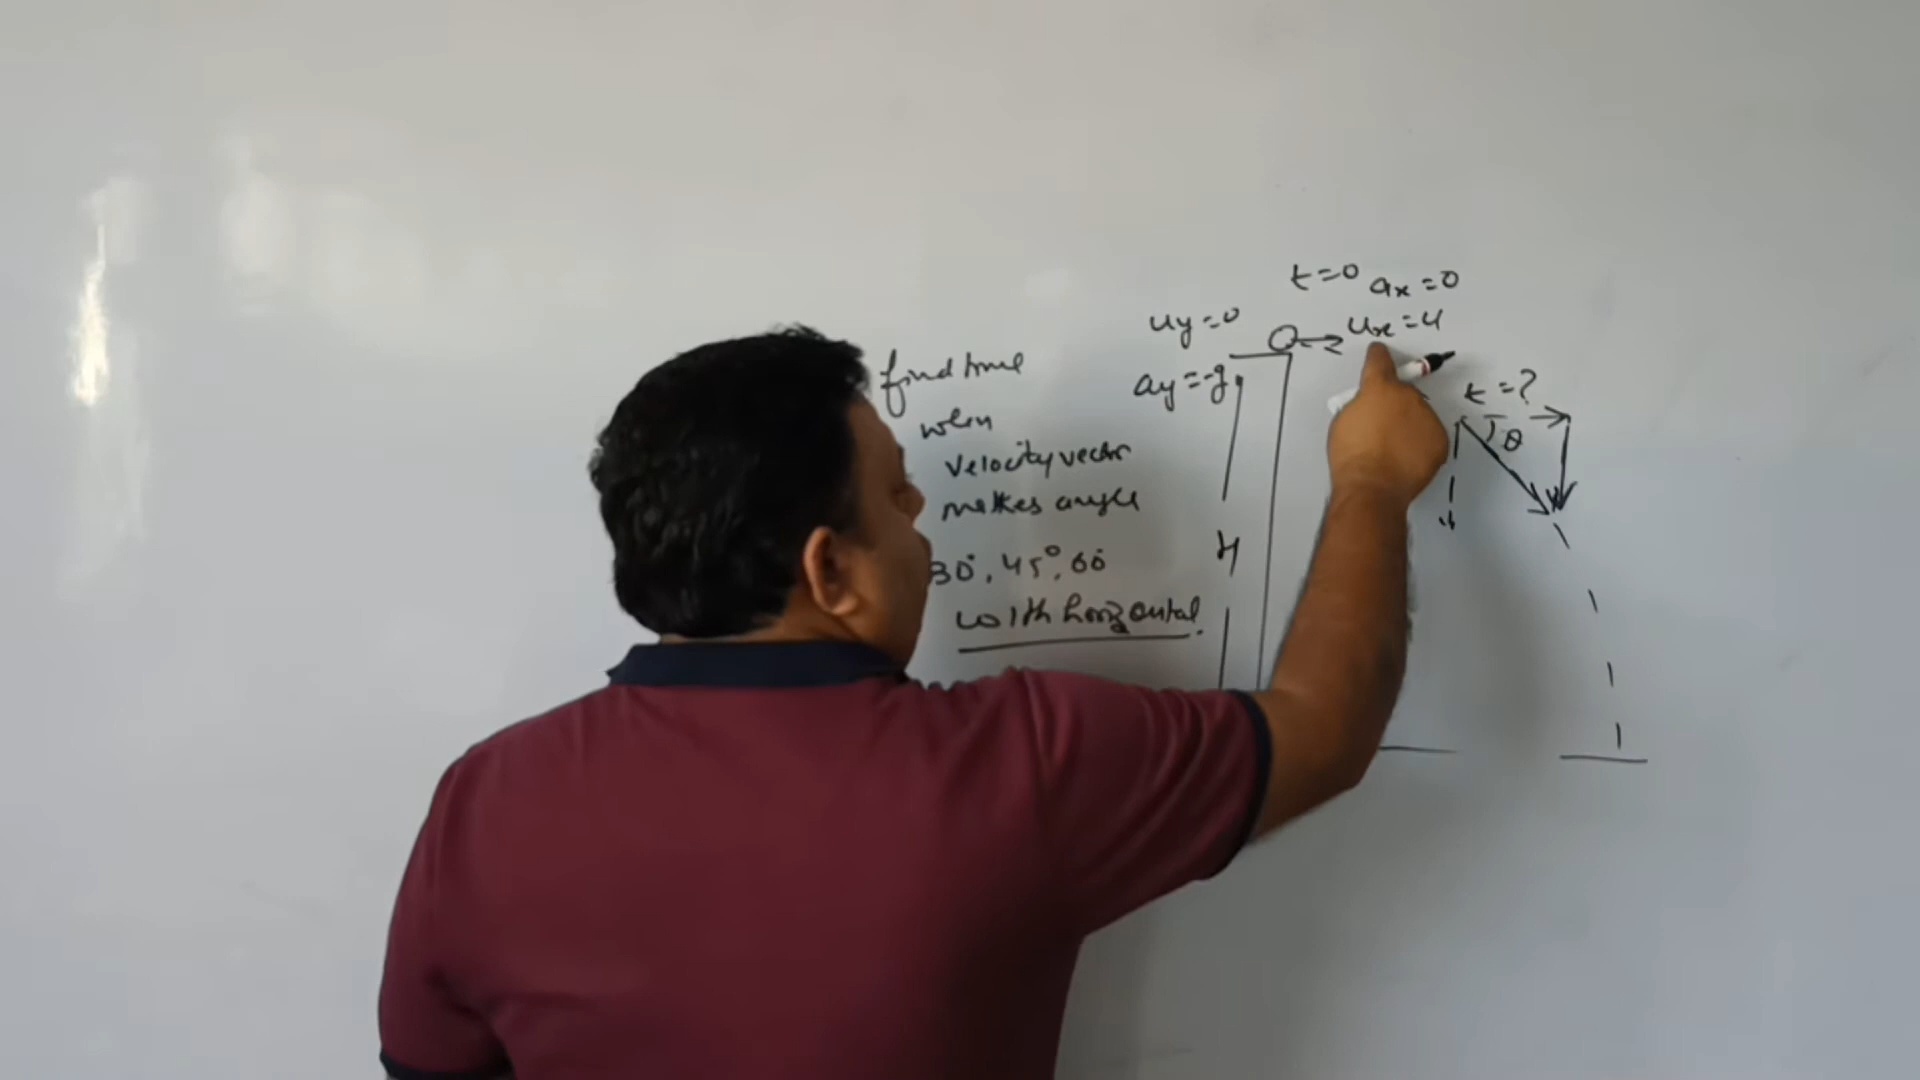 find time
when
velocity vector
makes angle
30°, 45°, 60°
with horizontal.
t=0
ax=0
uy=0
ux=u
ay=-g
t=?
θ
H